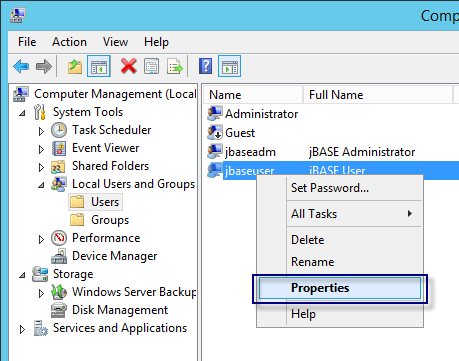 Comp
File Action View Help
Computer Management (Local
System Tools
Task Scheduler
Event Viewer
Shared Folders
Local Users and Groups
Users
Groups
Performance
Device Manager
Storage
Windows Server Backup
Disk Management
Services and Applications
Name Full Name
Administrator
Guest
jbaseadm jBASE Administrator
jbaseuser jBASE User
Set Password...
All Tasks
Delete
Rename
Properties
Help